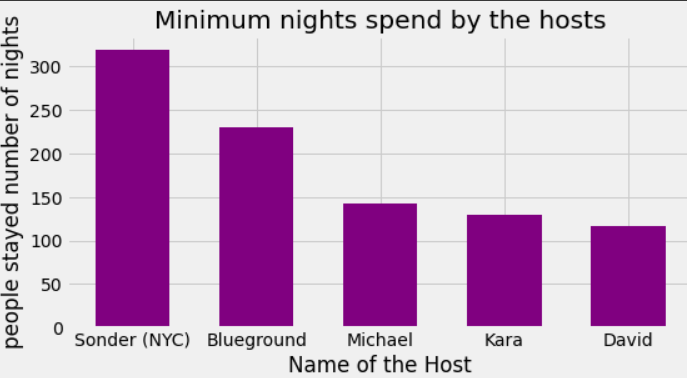 Minimum nights spend by the hosts
people stayed number of nights
300
250
200
150
100
50
0
Sonder (NYC) Blueground Michael Kara David
Name of the Host